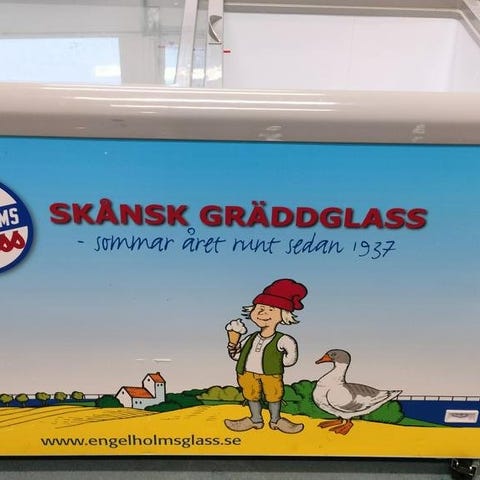 SKÅNSK GRÄDDGLASS
- sommar året runt sedan 1937
www.engelholmsglass.se